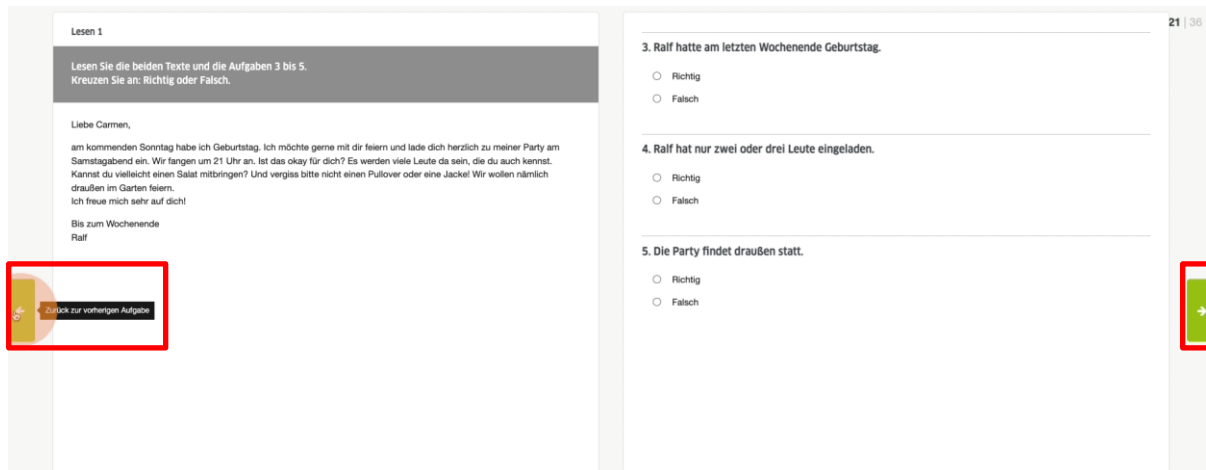 Lesen 1
Lesen Sie die beiden Texte und die Aufgaben 3 bis 5.
Kreuzen Sie an: Richtig oder Falsch.
Liebe Carmen,
am kommenden Sonntag habe ich Geburtstag. Ich möchte gerne mit dir feiern und lade dich herzlich zu meiner Party am
Samstagabend ein. Wir fangen um 21 Uhr an. Ist das okay für dich? Es werden viele Leute da sein, die du auch kennst.
Kannst du vielleicht einen Salat mitbringen? Und vergiss bitte nicht einen Pullover oder eine Jacke! Wir wollen nämlich
draußen im Garten feiern.
Ich freue mich sehr auf dich!
Bis zum Wochenende
Ralf
Zurück zur vorherigen Aufgabe
21 | 36
3. Ralf hatte am letzten Wochenende Geburtstag.
Richtig
Falsch
4. Ralf hat nur zwei oder drei Leute eingeladen.
Richtig
Falsch
5. Die Party findet draußen statt.
Richtig
Falsch